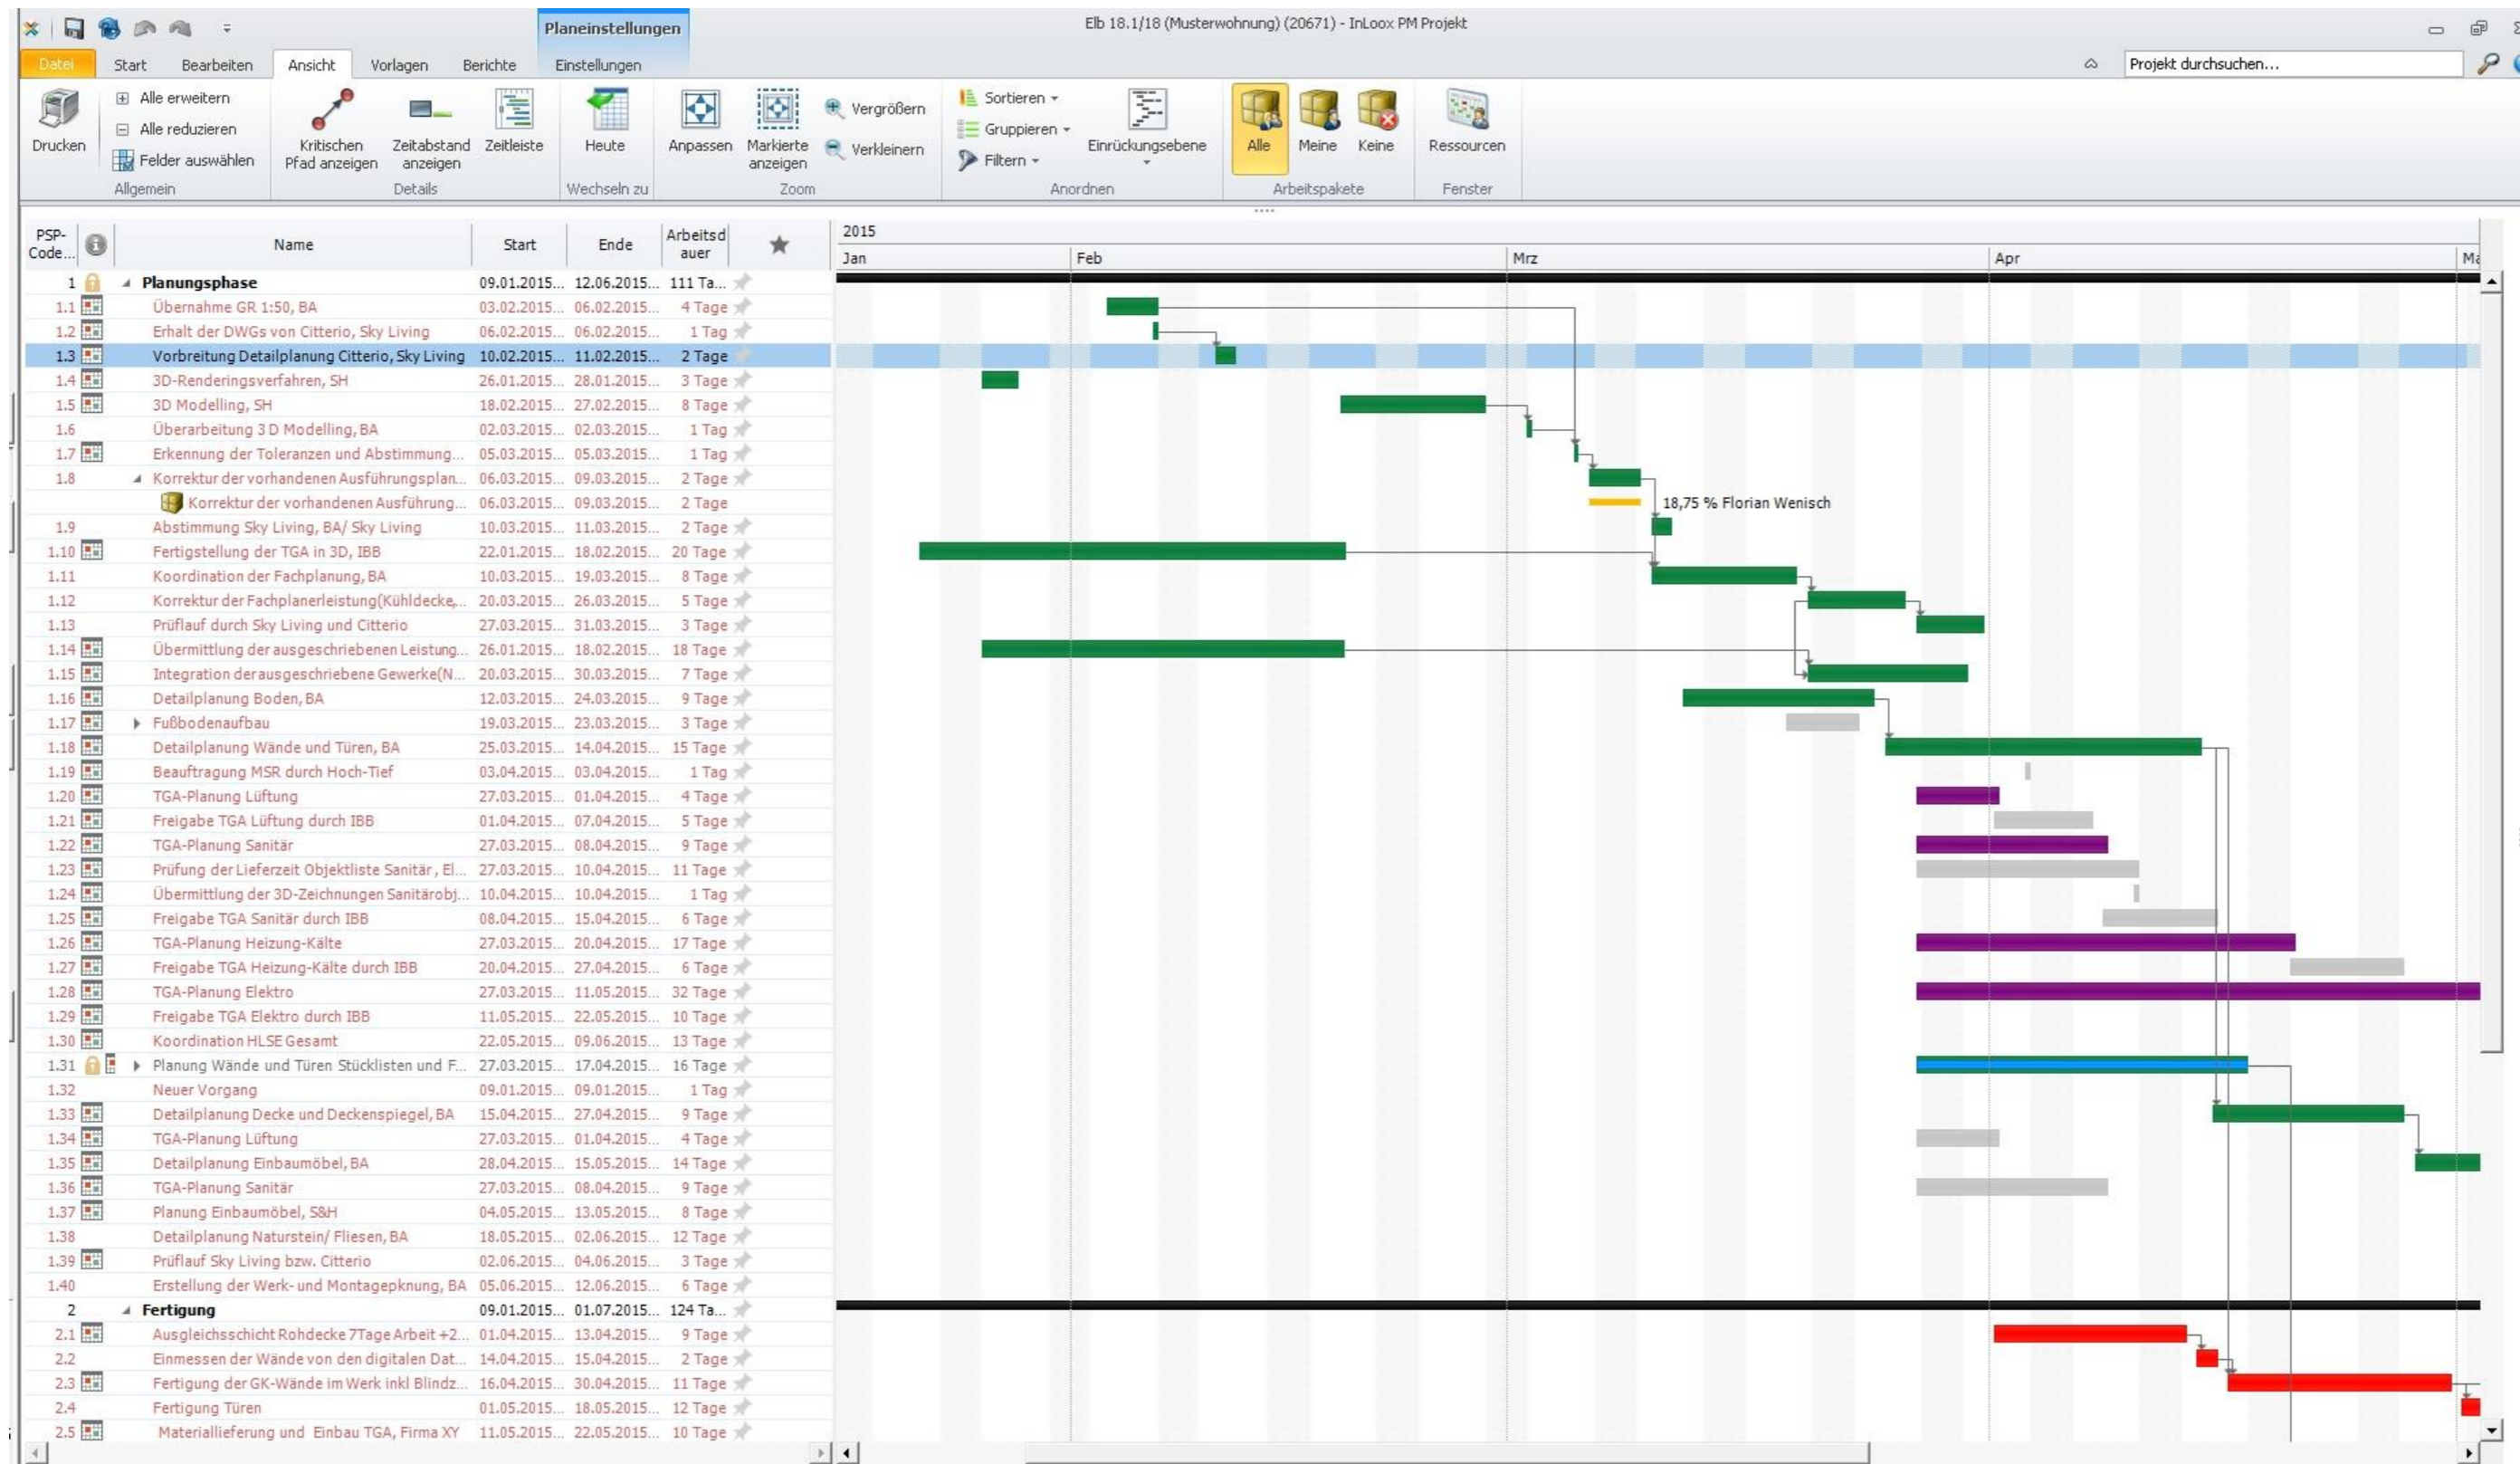 Planeinstellungen
Elb 18.1/18 (Musterwohnung) (20671) - InLoox PM Projekt
Datei Start Bearbeiten Ansicht Vorlagen Berichte Einstellungen
Projekt durchsuchen...
Drucken
Alle erweitern
Alle reduzieren
Felder auswählen
Allgemein
Kritischen Pfad anzeigen
Zeitabstand anzeigen
Zeitleiste
Details
Heute
Wechseln zu
Anpassen
Markierte anzeigen
Vergrößern
Verkleinern
Zoom
Sortieren
Gruppieren
Filtern
Einrückungsebene
Anordnen
Alle
Meine
Keine
Arbeitspakete
Ressourcen
Fenster
PSP-Code... Name Start Ende Arbeitsdauer
2015
Jan Feb Mrz Apr
1 Planungsphase 09.01.2015... 12.06.2015... 111 Ta...
1.1 Übernahme GR 1:50, BA 03.02.2015... 06.02.2015... 4 Tage
1.2 Erhalt der DWGs von Citterio, Sky Living 06.02.2015... 06.02.2015... 1 Tag
1.3 Vorbreitung Detailplanung Citterio, Sky Living 10.02.2015... 11.02.2015... 2 Tage
1.4 3D-Renderingsverfahren, SH 26.01.2015... 28.01.2015... 3 Tage
1.5 3D Modelling, SH 18.02.2015... 27.02.2015... 8 Tage
1.6 Überarbeitung 3 D Modelling, BA 02.03.2015... 02.03.2015... 1 Tag
1.7 Erkennung der Toleranzen und Abstimmung... 05.03.2015... 05.03.2015... 1 Tag
1.8 Korrektur der vorhandenen Ausführungsplan... 06.03.2015... 09.03.2015... 2 Tage
Korrektur der vorhandenen Ausführung... 06.03.2015... 09.03.2015... 2 Tage
18,75 % Florian Wenisch
1.9 Abstimmung Sky Living, BA/ Sky Living 10.03.2015... 11.03.2015... 2 Tage
1.10 Fertigstellung der TGA in 3D, IBB 22.01.2015... 18.02.2015... 20 Tage
1.11 Koordination der Fachplanung, BA 10.03.2015... 19.03.2015... 8 Tage
1.12 Korrektur der Fachplanerleistung(Kühldecke,... 20.03.2015... 26.03.2015... 5 Tage
1.13 Prüflauf durch Sky Living und Citterio 27.03.2015... 31.03.2015... 3 Tage
1.14 Übermittlung der ausgeschriebenen Leistung... 26.01.2015... 18.02.2015... 18 Tage
1.15 Integration derausgeschriebene Gewerke(N... 20.03.2015... 30.03.2015... 7 Tage
1.16 Detailplanung Boden, BA 12.03.2015... 24.03.2015... 9 Tage
1.17 Fußbodenaufbau 19.03.2015... 23.03.2015... 3 Tage
1.18 Detailplanung Wände und Türen, BA 25.03.2015... 14.04.2015... 15 Tage
1.19 Beauftragung MSR durch Hoch-Tief 03.04.2015... 03.04.2015... 1 Tag
1.20 TGA-Planung Lüftung 27.03.2015... 01.04.2015... 4 Tage
1.21 Freigabe TGA Lüftung durch IBB 01.04.2015... 07.04.2015... 5 Tage
1.22 TGA-Planung Sanitär 27.03.2015... 08.04.2015... 9 Tage
1.23 Prüfung der Lieferzeit Objektliste Sanitär , El... 27.03.2015... 10.04.2015... 11 Tage
1.24 Übermittlung der 3D-Zeichnungen Sanitärobj... 10.04.2015... 10.04.2015... 1 Tag
1.25 Freigabe TGA Sanitär durch IBB 08.04.2015... 15.04.2015... 6 Tage
1.26 TGA-Planung Heizung-Kälte 27.03.2015... 20.04.2015... 17 Tage
1.27 Freigabe TGA Heizung-Kälte durch IBB 20.04.2015... 27.04.2015... 6 Tage
1.28 TGA-Planung Elektro 27.03.2015... 11.05.2015... 32 Tage
1.29 Freigabe TGA Elektro durch IBB 11.05.2015... 22.05.2015... 10 Tage
1.30 Koordination HLSE Gesamt 22.05.2015... 09.06.2015... 13 Tage
1.31 Planung Wände und Türen Stücklisten und F... 27.03.2015... 17.04.2015... 16 Tage
1.32 Neuer Vorgang 09.01.2015... 09.01.2015... 1 Tag
1.33 Detailplanung Decke und Deckenspiegel, BA 15.04.2015... 27.04.2015... 9 Tage
1.34 TGA-Planung Lüftung 27.03.2015... 01.04.2015... 4 Tage
1.35 Detailplanung Einbaumöbel, BA 28.04.2015... 15.05.2015... 14 Tage
1.36 TGA-Planung Sanitär 27.03.2015... 08.04.2015... 9 Tage
1.37 Planung Einbaumöbel, S&H 04.05.2015... 13.05.2015... 8 Tage
1.38 Detailplanung Naturstein/ Fliesen, BA 18.05.2015... 02.06.2015... 12 Tage
1.39 Prüflauf Sky Living bzw. Citterio 02.06.2015... 04.06.2015... 3 Tage
1.40 Erstellung der Werk- und Montagepknung, BA 05.06.2015... 12.06.2015... 6 Tage
2 Fertigung 09.01.2015... 01.07.2015... 124 Ta...
2.1 Ausgleichsschicht Rohdecke 7Tage Arbeit +2... 01.04.2015... 13.04.2015... 9 Tage
2.2 Einmessen der Wände von den digitalen Dat... 14.04.2015... 15.04.2015... 2 Tage
2.3 Fertigung der GK-Wände im Werk inkl Blindz... 16.04.2015... 30.04.2015... 11 Tage
2.4 Fertigung Türen 01.05.2015... 18.05.2015... 12 Tage
2.5 Materiallieferung und Einbau TGA, Firma XY 11.05.2015... 22.05.2015... 10 Tage